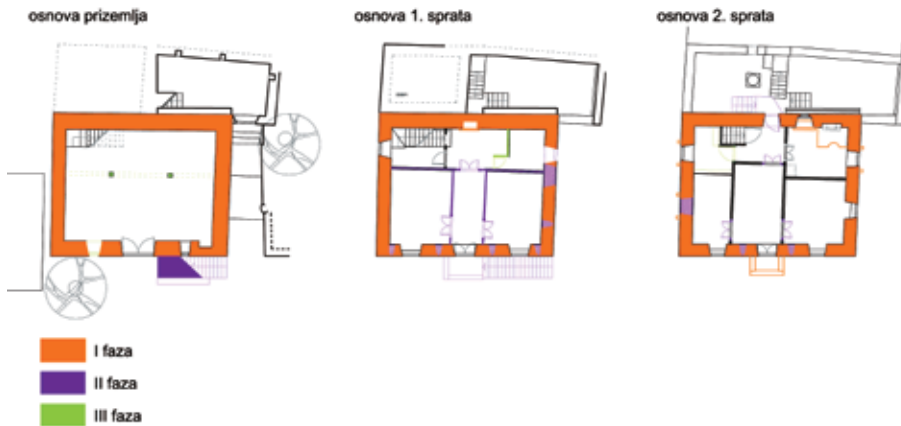 osnova prizemlja
osnova 1. sprata
osnova 2. sprata
I faza
II faza
III faza